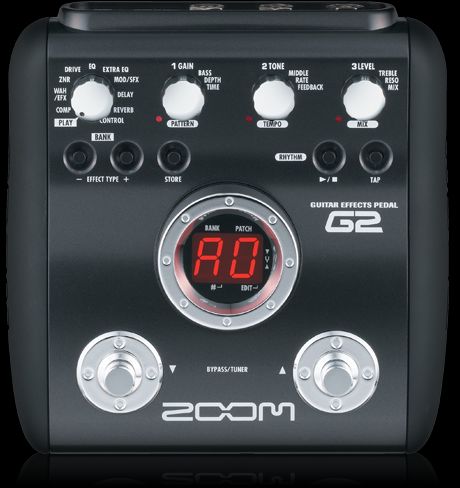 DRIVE EQ EXTRA EQ
ZNR MOD/SFX
WAH /EFX DELAY
COMP REVERB
PLAY CONTROL
1 GAIN
BASS
DEPTH
TIME
PATTERN
2 TONE
MIDDLE
RATE
FEEDBACK
TEMPO
3 LEVEL
TREBLE
RESO
MIX
MIX
BANK
− EFFECT TYPE +
STORE
RHYTHM
▶/■
TAP
GUITAR EFFECTS PEDAL
G2
BANK PATCH
A0
EDIT
▼ BYPASS/TUNER ▲
ZOOM